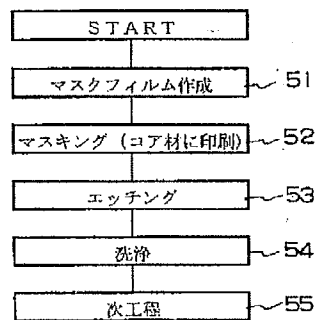 START
マスクフィルム作成 51
マスキング (コア材に印刷) 52
エッチング 53
洗浄 54
次工程 55